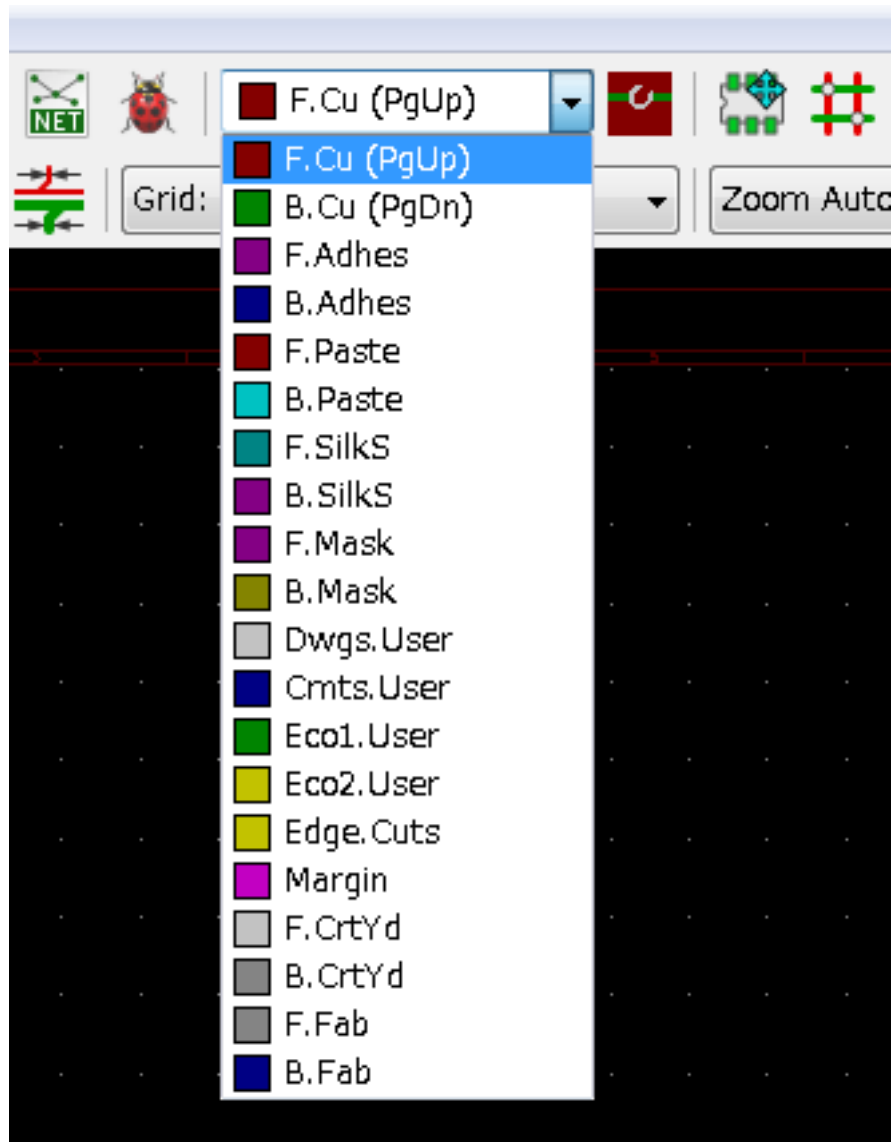 NET
F.Cu (PgUp)
F.Cu (PgUp)
Grid:
Zoom Auto
B.Cu (PgDn)
F.Adhes
B.Adhes
F.Paste
B.Paste
F.SilkS
B.SilkS
F.Mask
B.Mask
Dwgs.User
Cmts.User
Eco1.User
Eco2.User
Edge.Cuts
Margin
F.CrtYd
B.CrtYd
F.Fab
B.Fab